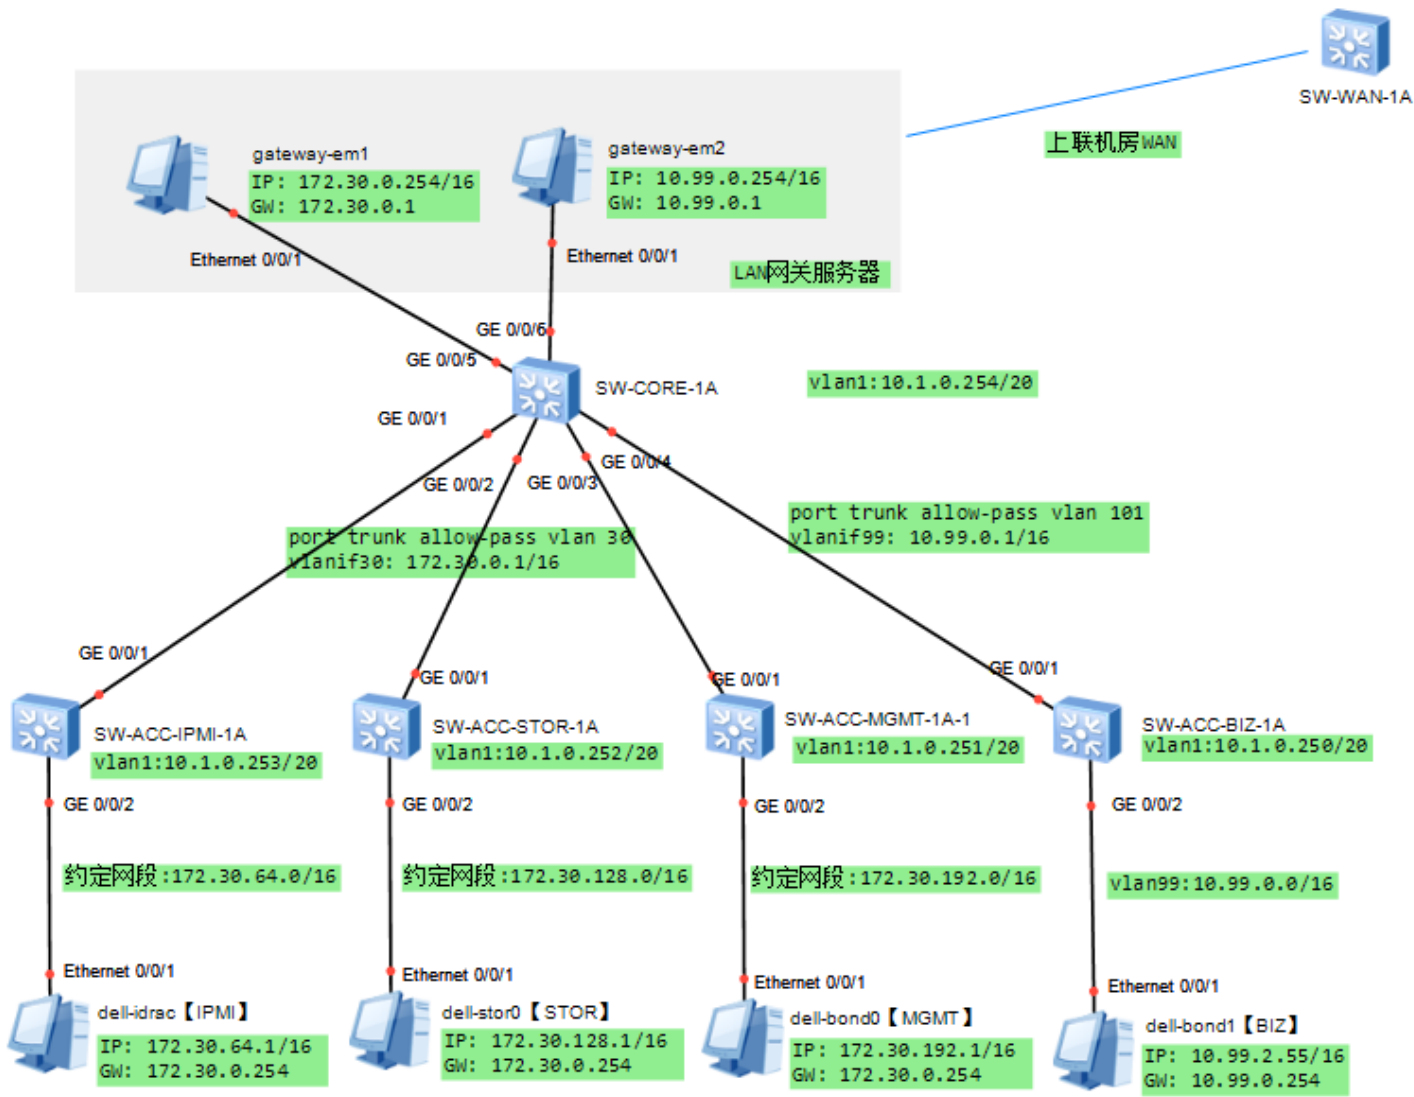 SW-WAN-1A
上联机房WAN
gateway-em1
IP: 172.30.0.254/16
GW: 172.30.0.1
Ethernet 0/0/1
gateway-em2
IP: 10.99.0.254/16
GW: 10.99.0.1
Ethernet 0/0/1
LAN网关服务器
GE 0/0/6
GE 0/0/5
SW-CORE-1A
vlan1:10.1.0.254/20
GE 0/0/1
GE 0/0/2
GE 0/0/3
GE 0/0/4
port trunk allow-pass vlan 30
vlanif30: 172.30.0.1/16
port trunk allow-pass vlan 101
vlanif99: 10.99.0.1/16
GE 0/0/1
GE 0/0/1
GE 0/0/1
GE 0/0/1
SW-ACC-IPMI-1A
vlan1:10.1.0.253/20
SW-ACC-STOR-1A
vlan1:10.1.0.252/20
SW-ACC-MGMT-1A-1
vlan1:10.1.0.251/20
SW-ACC-BIZ-1A
vlan1:10.1.0.250/20
GE 0/0/2
GE 0/0/2
GE 0/0/2
GE 0/0/2
约定网段:172.30.64.0/16
约定网段:172.30.128.0/16
约定网段:172.30.192.0/16
vlan99:10.99.0.0/16
Ethernet 0/0/1
Ethernet 0/0/1
Ethernet 0/0/1
Ethernet 0/0/1
dell-idrac【IPMI】
IP: 172.30.64.1/16
GW: 172.30.0.254
dell-stor0【STOR】
IP: 172.30.128.1/16
GW: 172.30.0.254
dell-bond0【MGMT】
IP: 172.30.192.1/16
GW: 172.30.0.254
dell-bond1【BIZ】
IP: 10.99.2.55/16
GW: 10.99.0.254